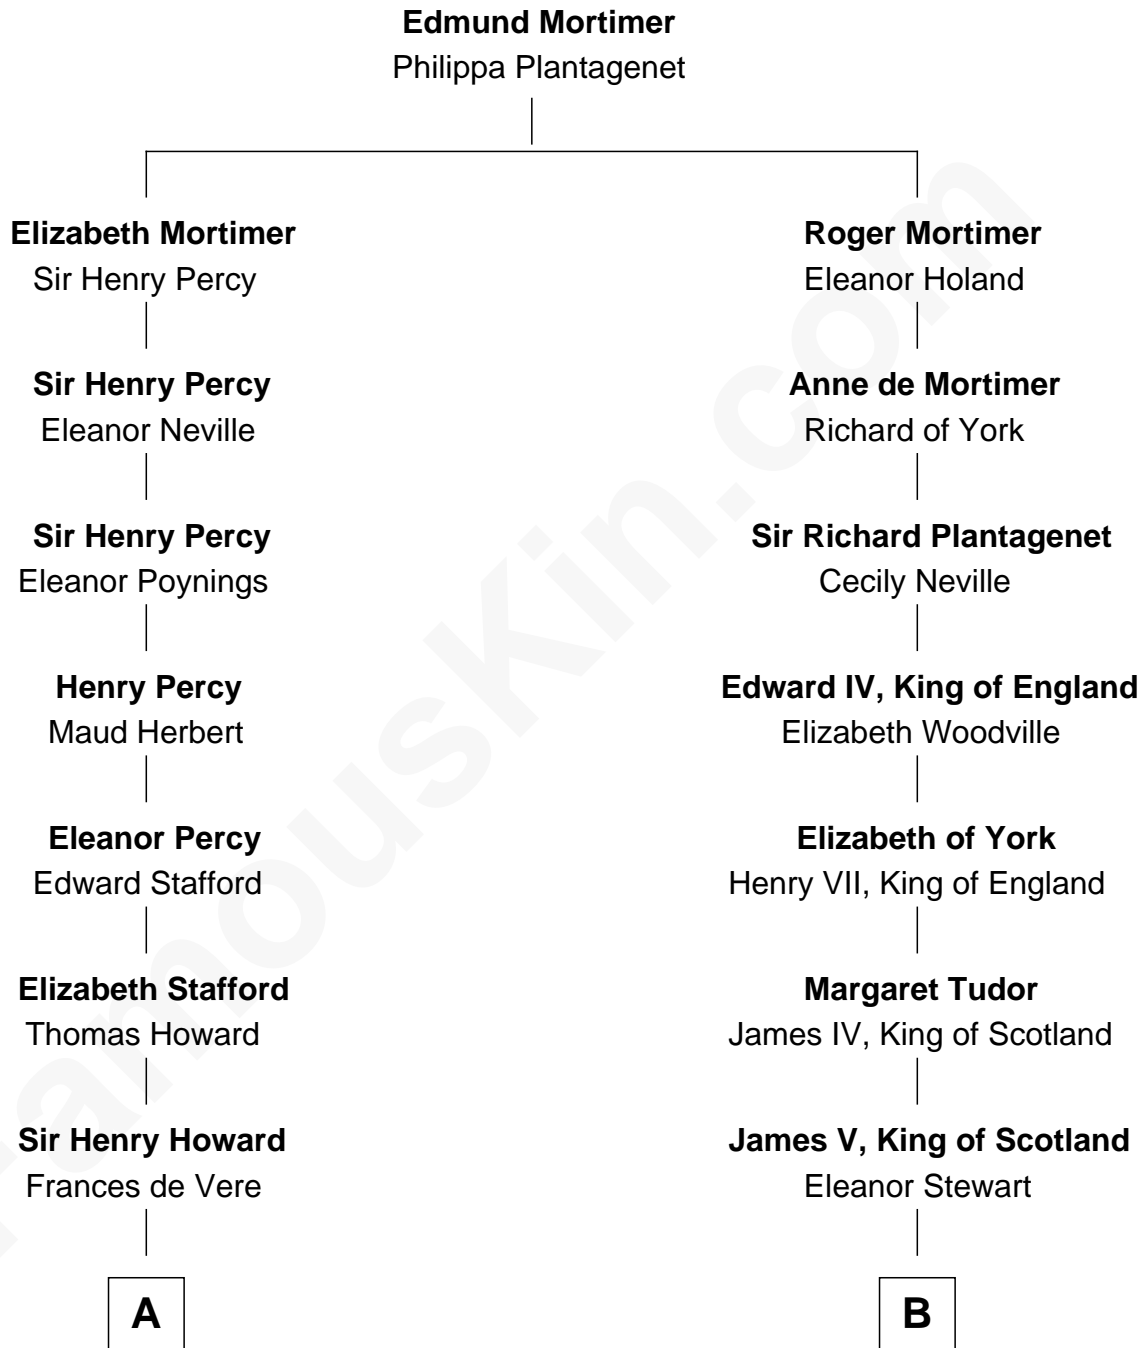 Edmund Mortimer
Philippa Plantagenet
Elizabeth Mortimer
Sir Henry Percy
Roger Mortimer
Eleanor Holand
Sir Henry Percy
Eleanor Neville
Anne de Mortimer
Richard of York
Sir Henry Percy
Eleanor Poynings
Sir Richard Plantagenet
Cecily Neville
Henry Percy
Maud Herbert
Edward IV, King of England
Elizabeth Woodville
Eleanor Percy
Edward Stafford
Elizabeth of York
Henry VII, King of England
Elizabeth Stafford
Thomas Howard
Margaret Tudor
James IV, King of Scotland
Sir Henry Howard
Frances de Vere
James V, King of Scotland
Eleanor Stewart
A
B
FamousKin.com